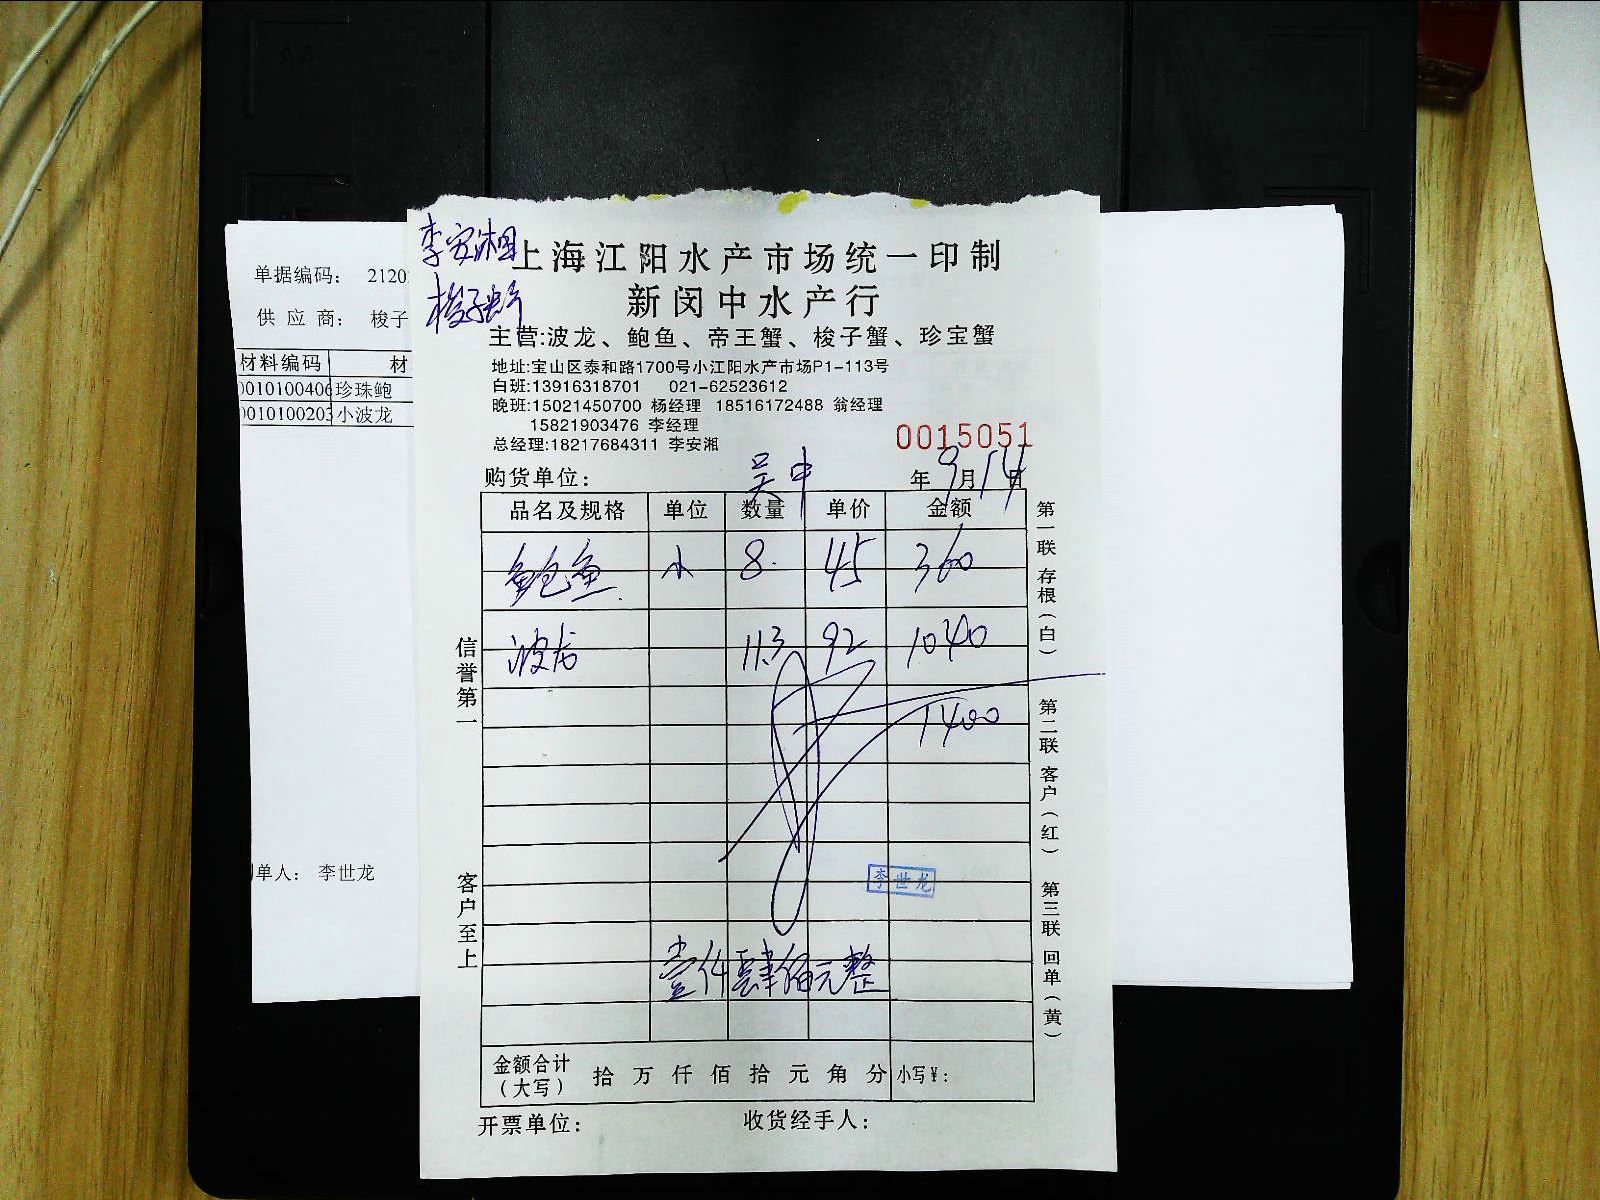 李安湘
梭子蟹
上海江阳水产市场统一印制
新闵中水产行
主营:波龙、鲍鱼、帝王蟹、梭子蟹、珍宝蟹
地址:宝山区泰和路1700号小江阳水产市场P1-113号
白班:13916318701 021-62523612
晚班:15021450700 杨经理 18516172488 翁经理
15821903476 李经理
总经理:18217684311 李安湘
0015051
购货单位: 吴中 年 9月14日
品名及规格 单位 数量 单价 金额
鲍鱼 小 8. 45 360
波龙 11.3 92 1040
1400
李世龙
壹仟肆佰元整
金额合计
(大写) 拾 万 仟 佰 拾 元 角 分 小写¥:
开票单位: 收货经手人:
信誉第一
客户至上
第一联 存根(白)
第二联 客户(红)
第三联 回单(黄)
单据编码: 2120
供 应 商: 梭子
材料编码 材
0010100406 珍珠鲍
0010100203 小波龙
单人: 李世龙